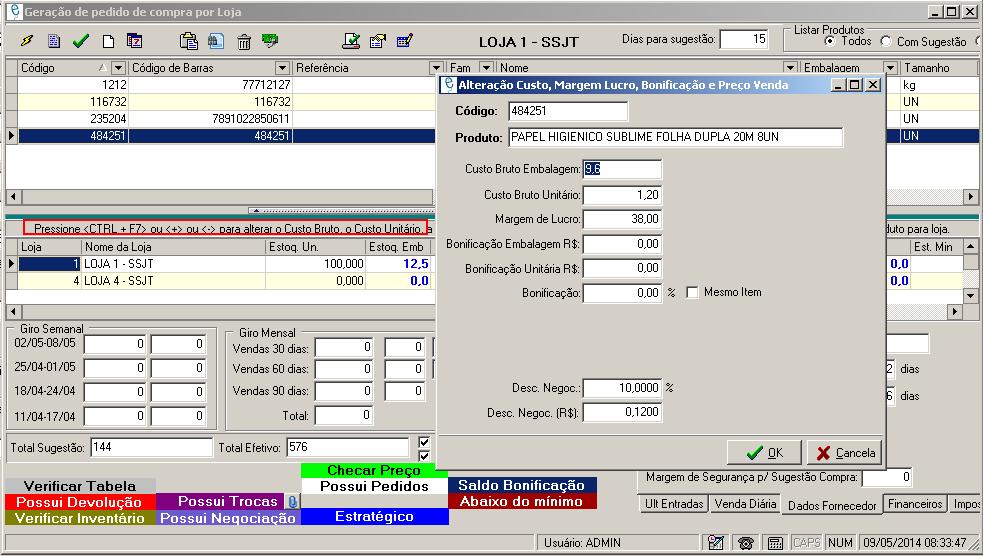 Geração de pedido de compra por Loja
LOJA 1 - SSJT
Dias para sugestão: 15
Listar Produtos
Todos Com Sugestão
Código Código de Barras Referência Fam Nome Embalagem Tamanho
1212 77712127 kg
116732 116732 UN
235204 7891022850611 UN
484251 484251 UN
Alteração Custo, Margem Lucro, Bonificação e Preço Venda
Código: 484251
Produto: PAPEL HIGIENICO SUBLIME FOLHA DUPLA 20M 8UN
Custo Bruto Embalagem: 9,6
Custo Bruto Unitário: 1,20
Margem de Lucro: 38,00
Bonificação Embalagem R$: 0,00
Bonificação Unitária R$: 0,00
Bonificação: 0,00 % Mesmo Item
Desc. Negoc.: 10,0000 %
Desc. Negoc. (R$): 0,1200
OK Cancela
Pressione <CTRL + F7> ou <+> ou <-> para alterar o Custo Bruto, o Custo Unitário, a
duto para loja.
Loja Nome da Loja Estoq. Un. Estoq. Emb Est. Min
1 LOJA 1 - SSJT 100,000 12,5 0,0
4 LOJA 4 - SSJT 0,000 0,0 0,0
Giro Semanal
02/05-08/05 0 0
25/04-01/05 0 0
18/04-24/04 0 0
11/04-17/04 0 0
Giro Mensal
Vendas 30 dias: 0 0
Vendas 60 dias: 0 0
Vendas 90 dias: 0 0
Total: 0
2 dias
6 dias
Total Sugestão: 144 Total Efetivo: 576
Checar Preço
Verificar Tabela Possui Pedidos Saldo Bonificação
Possui Devolução Possui Trocas Abaixo do mínimo
Verificar Inventário Possui Negociação Estratégico
Margem de Segurança p/ Sugestão Compra: 0
Ult Entradas Venda Diária Dados Fornecedor Financeiros Impos
Usuário: ADMIN CAPS NUM 09/05/2014 08:33:47